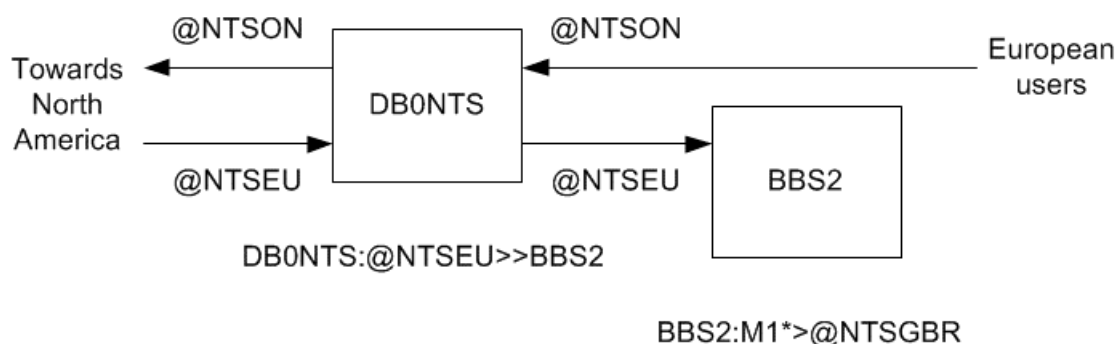 @NTSON
@NTSON
Towards
North
America
DB0NTS
European
users
@NTSEU
@NTSEU
BBS2
DB0NTS:@NTSEU>>BBS2
BBS2:M1*>@NTSGBR